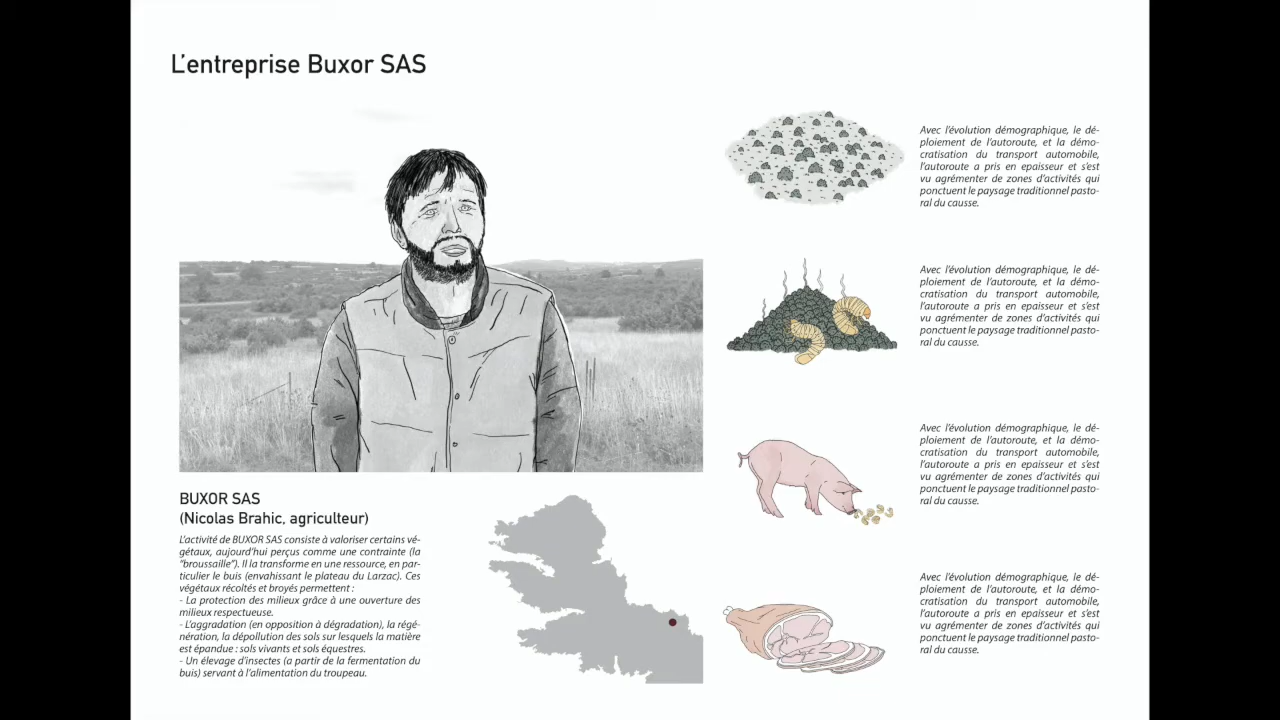 L'entreprise Buxor SAS
BUXOR SAS
(Nicolas Brahic, agriculteur)
L'activité de BUXOR SAS consiste à valoriser certains vé-
gétaux, aujourd'hui perçus comme une contrainte (la
"broussaille"). Il la transforme en une ressource, en par-
ticulier le buis (envahissant le plateau du Larzac). Ces
végétaux récoltés et broyés permettent :
- La protection des milieux grâce à une ouverture des
milieux respectueuse.
- L'aggradation (en opposition à dégradation), la régé-
nération, la dépollution des sols sur lesquels la matière
est épandue : sols vivants et sols équestres.
- Un élevage d'insectes (a partir de la fermentation du
buis) servant à l'alimentation du troupeau.
Avec l'évolution démographique, le dé-
ploiement de l'autoroute, et la démo-
cratisation du transport automobile,
l'autoroute a pris en epaisseur et s'est
vu agrémenter de zones d'activités qui
ponctuent le paysage traditionnel pasto-
ral du causse.
Avec l'évolution démographique, le dé-
ploiement de l'autoroute, et la démo-
cratisation du transport automobile,
l'autoroute a pris en epaisseur et s'est
vu agrémenter de zones d'activités qui
ponctuent le paysage traditionnel pasto-
ral du causse.
Avec l'évolution démographique, le dé-
ploiement de l'autoroute, et la démo-
cratisation du transport automobile,
l'autoroute a pris en epaisseur et s'est
vu agrémenter de zones d'activités qui
ponctuent le paysage traditionnel pasto-
ral du causse.
Avec l'évolution démographique, le dé-
ploiement de l'autoroute, et la démo-
cratisation du transport automobile,
l'autoroute a pris en epaisseur et s'est
vu agrémenter de zones d'activités qui
ponctuent le paysage traditionnel pasto-
ral du causse.